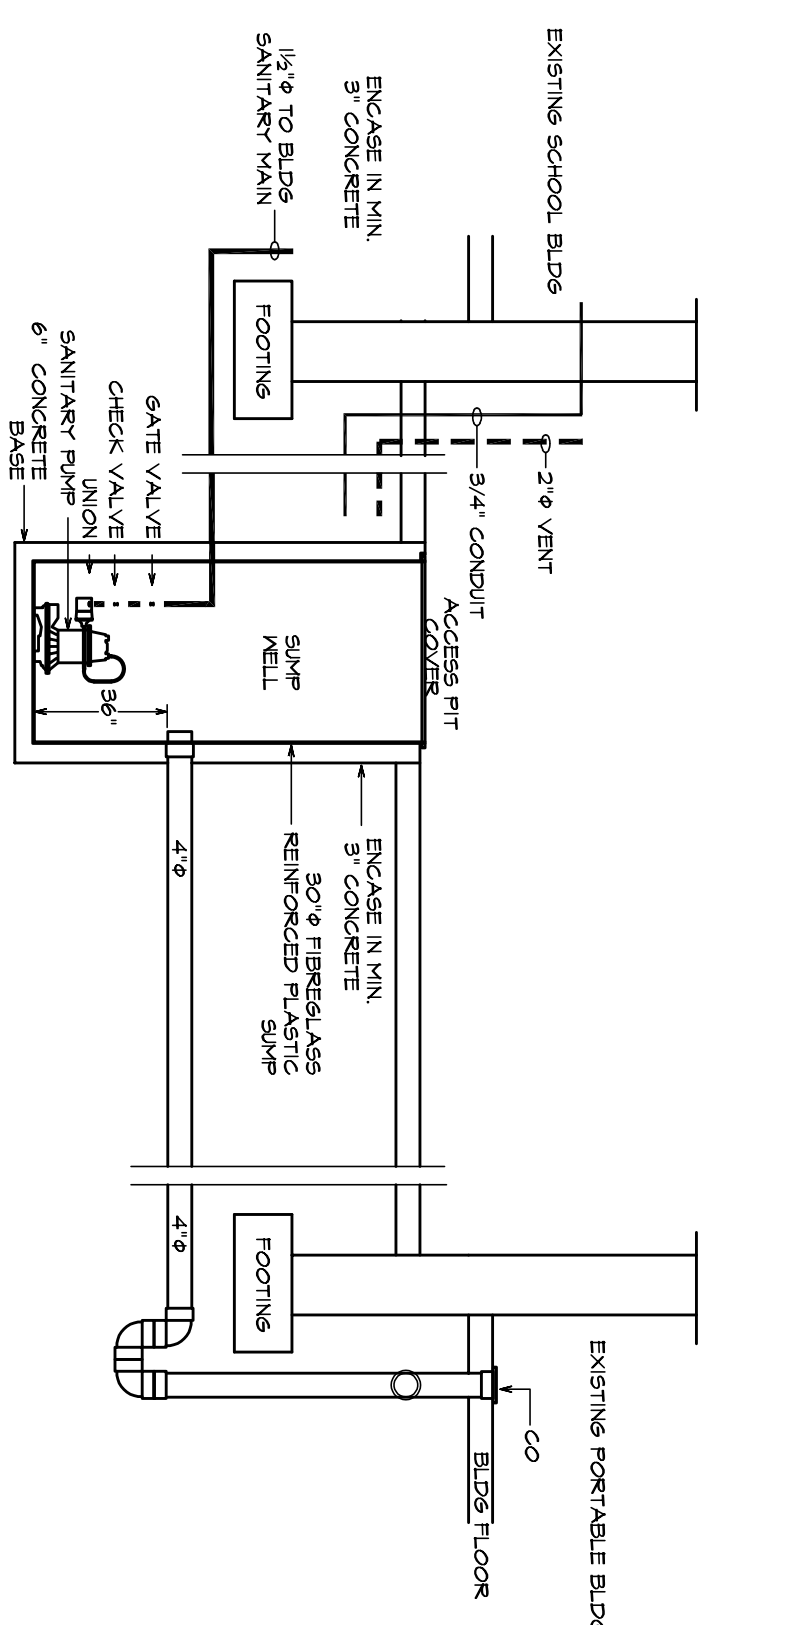 EXISTING SCHOOL BLDG
EXISTING PORTABLE BLDG
2"φ VENT
3/4" CONDUIT
CO
BLDG FLOOR
ACCESS PIT
COVER
ENCASE IN MIN.
3" CONCRETE
ENCASE IN MIN.
3" CONCRETE
1½"φ TO BLDG
SANITARY MAIN
FOOTING
SUMP
WELL
30"φ FIBREGLASS
REINFORCED PLASTIC
SUMP
FOOTING
4"φ
4"φ
GATE VALVE
CHECK VALVE
UNION
36"
SANITARY PUMP
6" CONCRETE
BASE